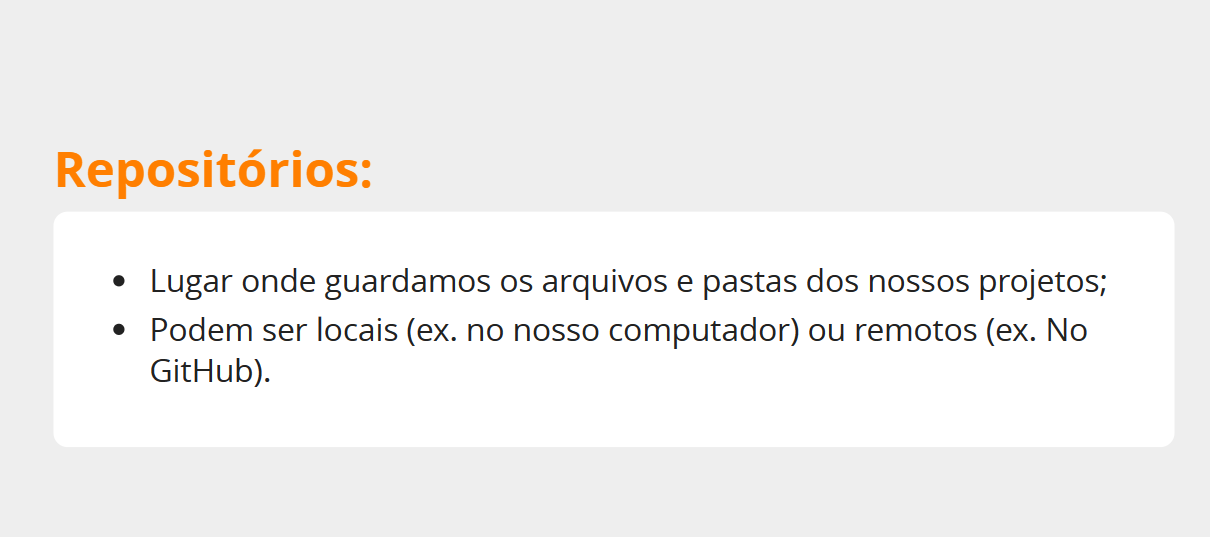 Repositórios:
• Lugar onde guardamos os arquivos e pastas dos nossos projetos;
• Podem ser locais (ex. no nosso computador) ou remotos (ex. No
GitHub).